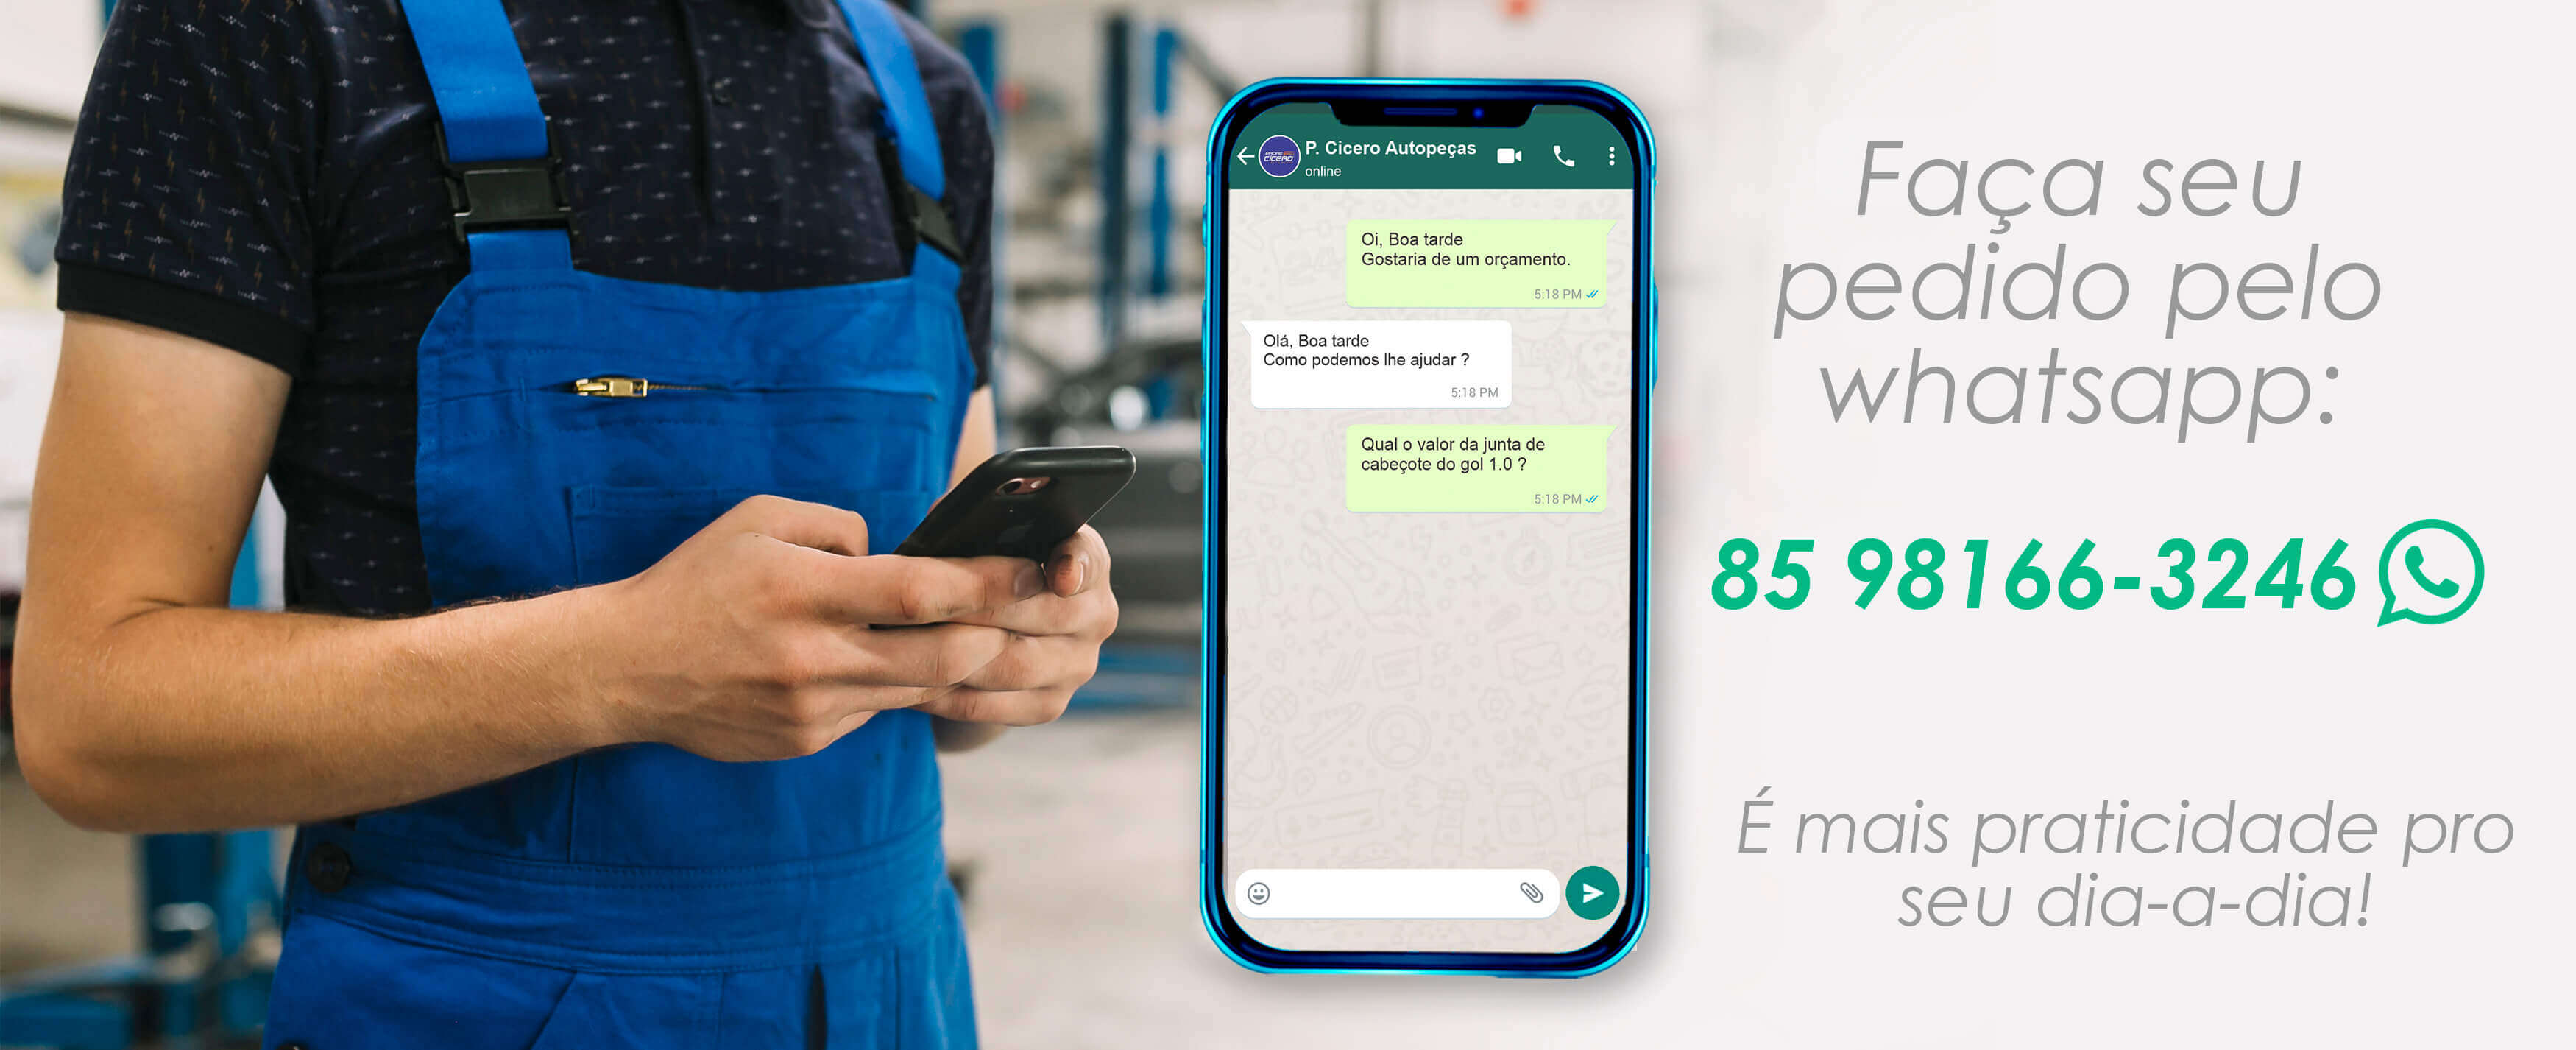 P. Cicero Autopeças
online
PADRE
CÍCERO
Oi, Boa tarde
Gostaria de um orçamento.
5:18 PM
Olá, Boa tarde
Como podemos lhe ajudar ?
5:18 PM
Qual o valor da junta de
cabeçote do gol 1.0 ?
5:18 PM
Faça seu
pedido pelo
whatsapp:
85 98166-3246
É mais praticidade pro
seu dia-a-dia!